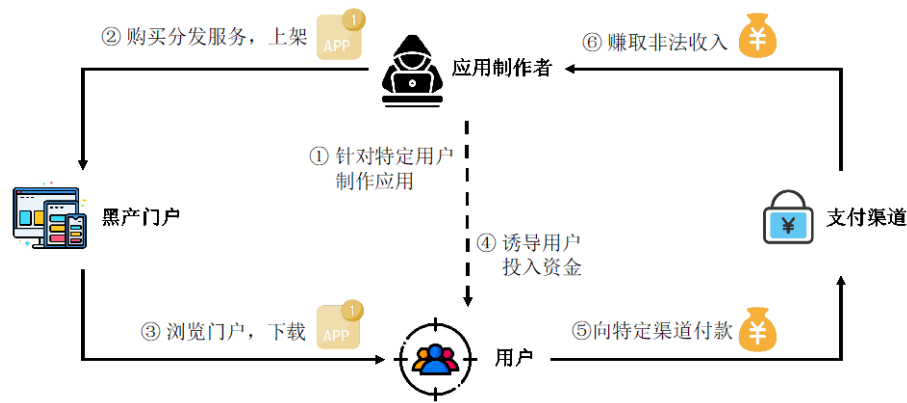 ② 购买分发服务，上架
APP
1
⑥ 赚取非法收入
¥
应用制作者
① 针对特定用户
制作应用
黑产门户
¥
支付渠道
④ 诱导用户
投入资金
③ 浏览门户，下载
APP
1
⑤向特定渠道付款
¥
用户